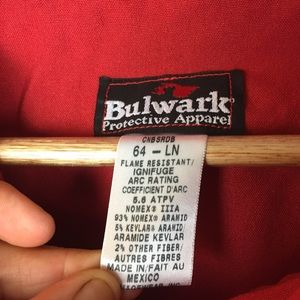 Bulwark
Protective Apparel
CNBSRDB
64 - LN
FLAME RESISTANT/
IGNIFUGE
ARC RATING
COEFFICIENT D'ARC
5.6 ATPV
NOMEX® IIIA
93% NOMEX® ARAMID
5% KEVLAR® ARAMID/
ARAMIDE KEVLAR
2% OTHER FIBER/
AUTRES FIBRES
MADE IN/FAIT AU
MEXICO